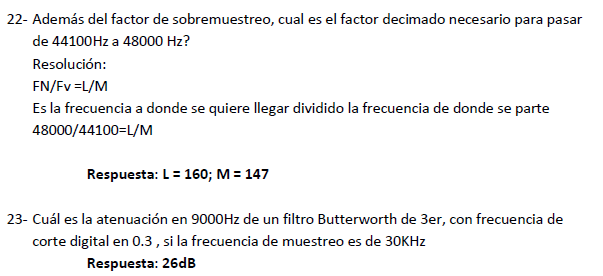 22- Además del factor de sobremuestreo, cual es el factor decimado necesario para pasar
de 44100Hz a 48000 Hz?
Resolución:
FN/Fv =L/M
Es la frecuencia a donde se quiere llegar dividido la frecuencia de donde se parte
48000/44100=L/M
Respuesta: L = 160; M = 147
23- Cuál es la atenuación en 9000Hz de un filtro Butterworth de 3er, con frecuencia de
corte digital en 0.3 , si la frecuencia de muestreo es de 30KHz
Respuesta: 26dB